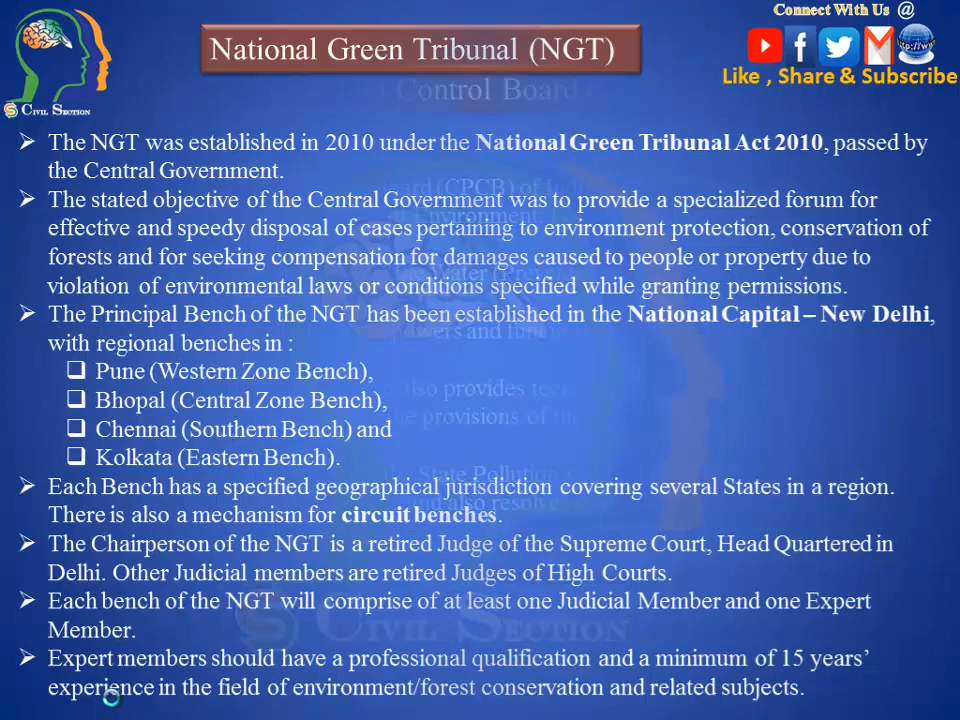 Connect With Us @
National Green Tribunal (NGT)
http://www
Like , Share & Subscribe
Control Board
CIVIL SECTION
➢ The NGT was established in 2010 under the National Green Tribunal Act 2010, passed by
the Central Government.
➢ The stated objective of the Central Government was to provide a specialized forum for
effective and speedy disposal of cases pertaining to environment protection, conservation of
forests and for seeking compensation for damages caused to people or property due to
violation of environmental laws or conditions specified while granting permissions.
➢ The Principal Bench of the NGT has been established in the National Capital – New Delhi,
with regional benches in :
❑ Pune (Western Zone Bench),
❑ Bhopal (Central Zone Bench),
❑ Chennai (Southern Bench) and
❑ Kolkata (Eastern Bench).
➢ Each Bench has a specified geographical jurisdiction covering several States in a region.
There is also a mechanism for circuit benches.
➢ The Chairperson of the NGT is a retired Judge of the Supreme Court, Head Quartered in
Delhi. Other Judicial members are retired Judges of High Courts.
➢ Each bench of the NGT will comprise of at least one Judicial Member and one Expert
Member.
CIVIL SECTION
➢ Expert members should have a professional qualification and a minimum of 15 years’
experience in the field of environment/forest conservation and related subjects.